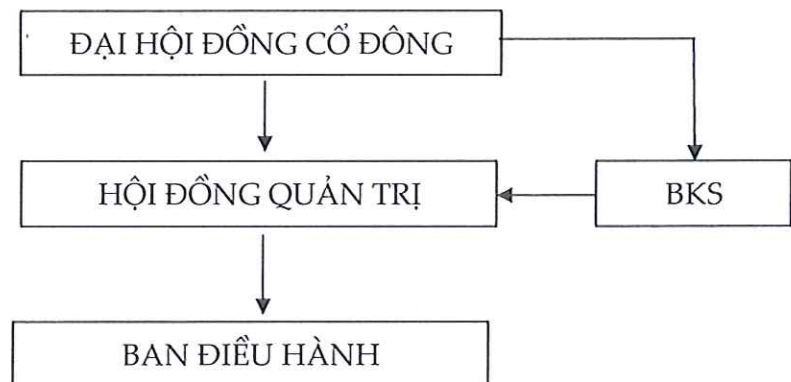 ĐẠI HỘI ĐỒNG CỔ ĐÔNG
HỘI ĐỒNG QUẢN TRỊ
BKS
BAN ĐIỀU HÀNH